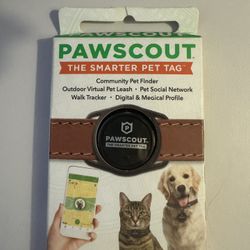 PAWSCOUT
THE SMARTER PET TAG™
Community Pet Finder
Outdoor Virtual Pet Leash • Pet Social Network
Walk Tracker • Digital & Medical Profile
PAWSCOUT
THE SMARTER PET TAG